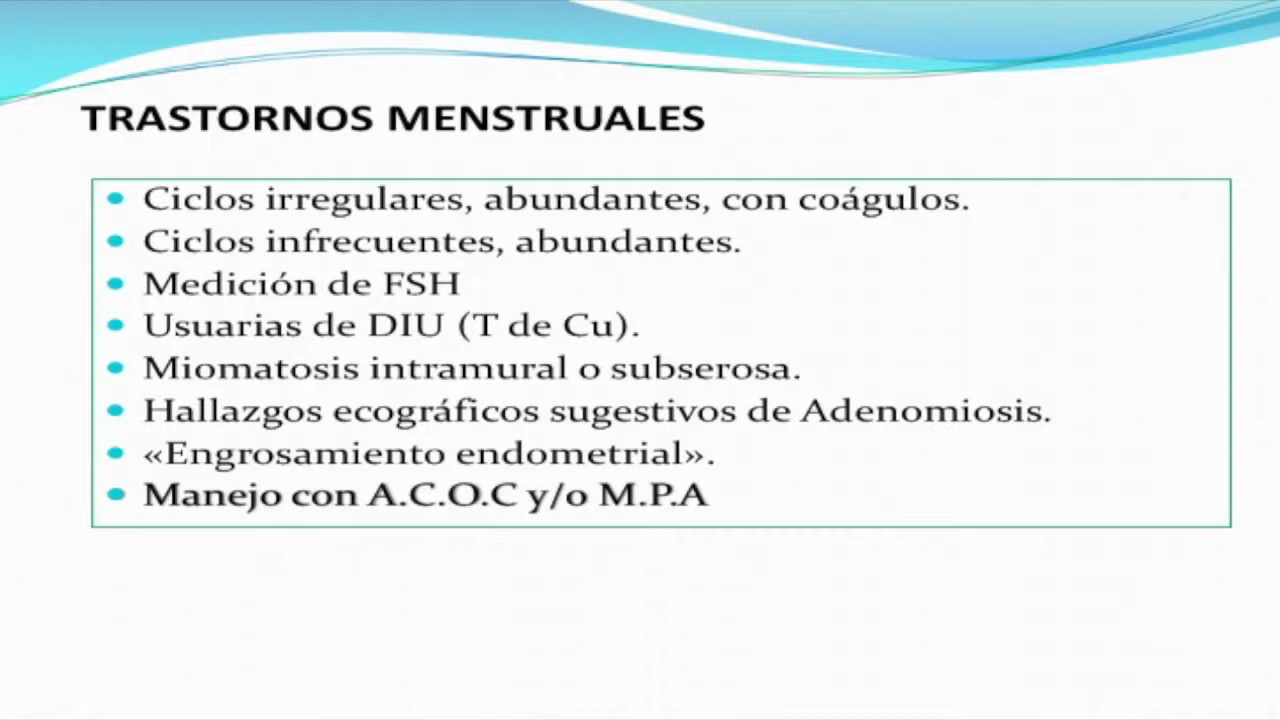 TRASTORNOS MENSTRUALES
• Ciclos irregulares, abundantes, con coágulos.
• Ciclos infrecuentes, abundantes.
• Medición de FSH
• Usuarias de DIU (T de Cu).
• Miomatosis intramural o subserosa.
• Hallazgos ecográficos sugestivos de Adenomiosis.
• «Engrosamiento endometrial».
• Manejo con A.C.O.C y/o M.P.A